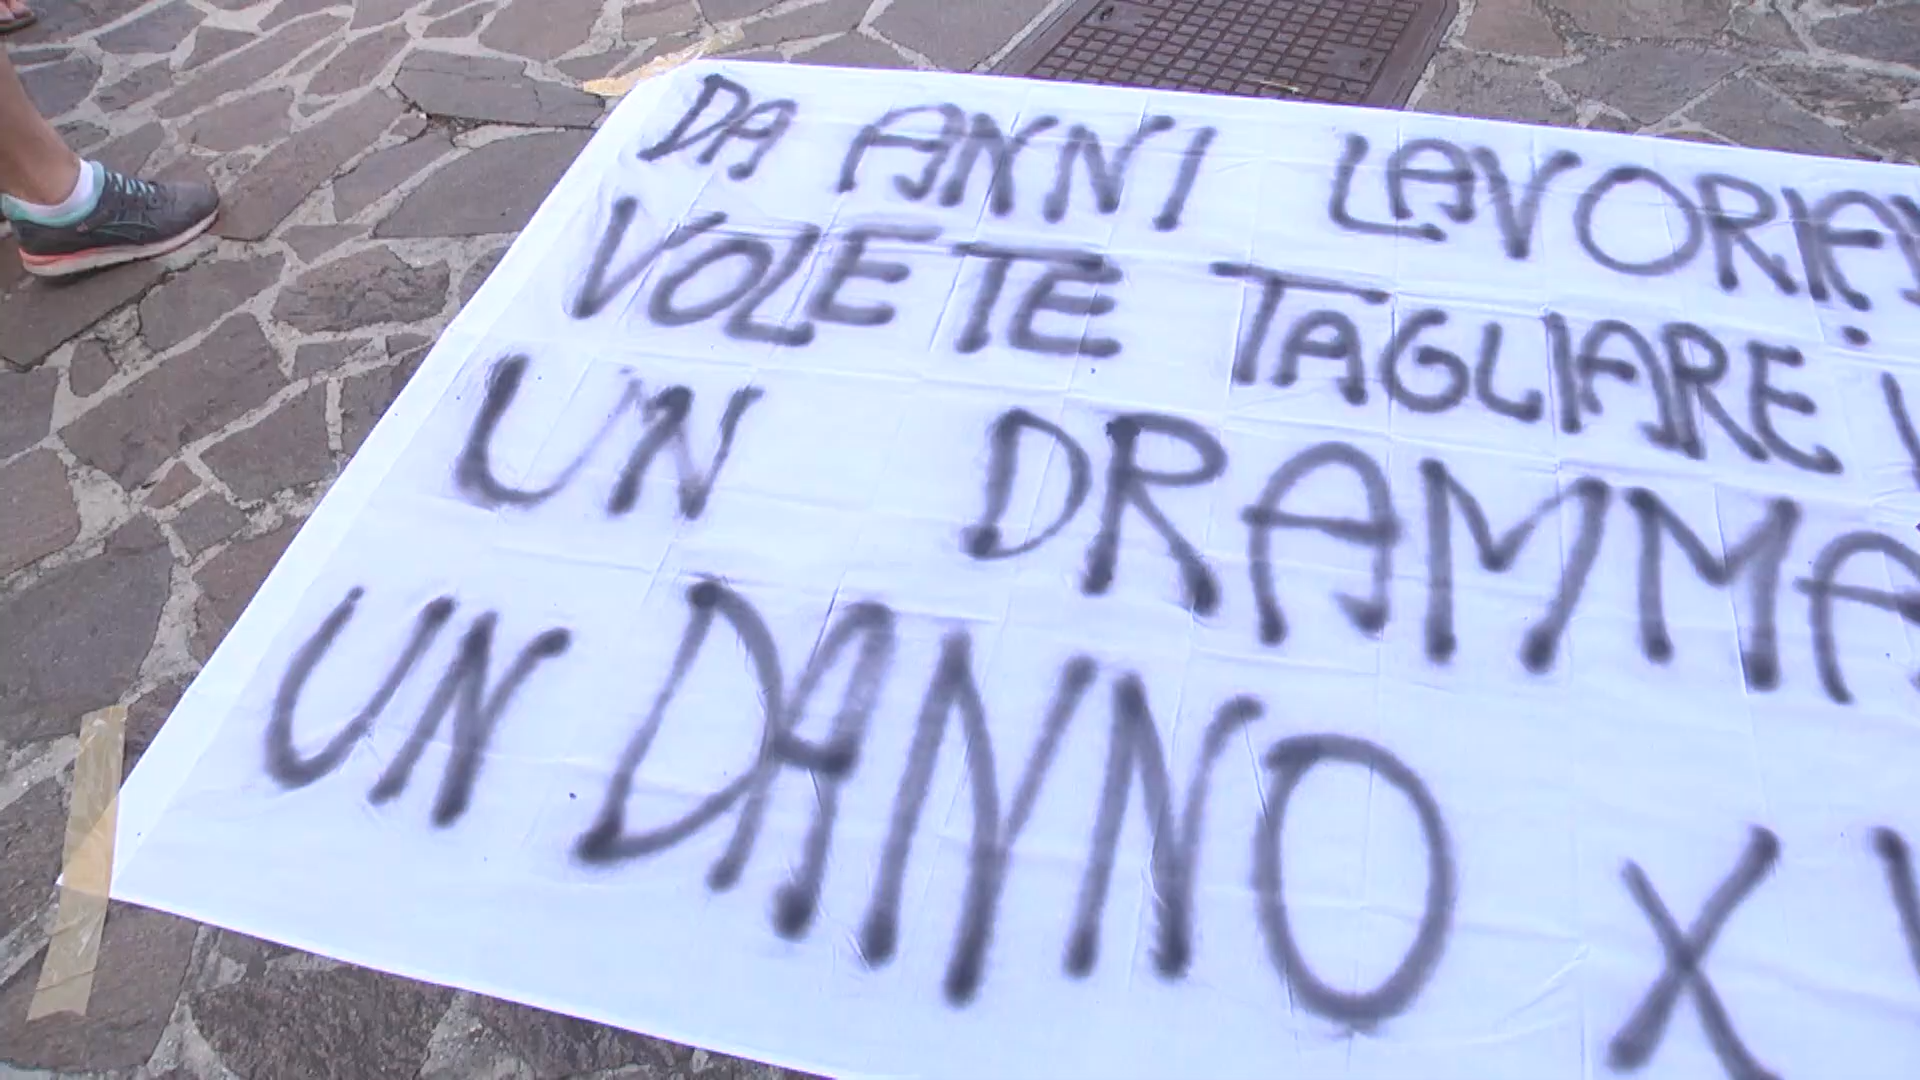 DA ANNI LAVORIA
VOLETE TAGLIARE
UN DRAMMA
UN DANNO X